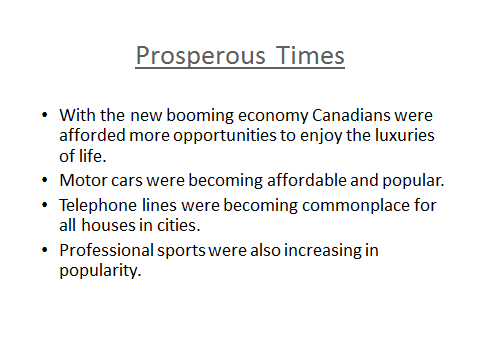 Prosperous Times
• With the new booming economy Canadians were
afforded more opportunities to enjoy the luxuries
of life.
• Motor cars were becoming affordable and popular.
• Telephone lines were becoming commonplace for
all houses in cities.
• Professional sports were also increasing in
popularity.